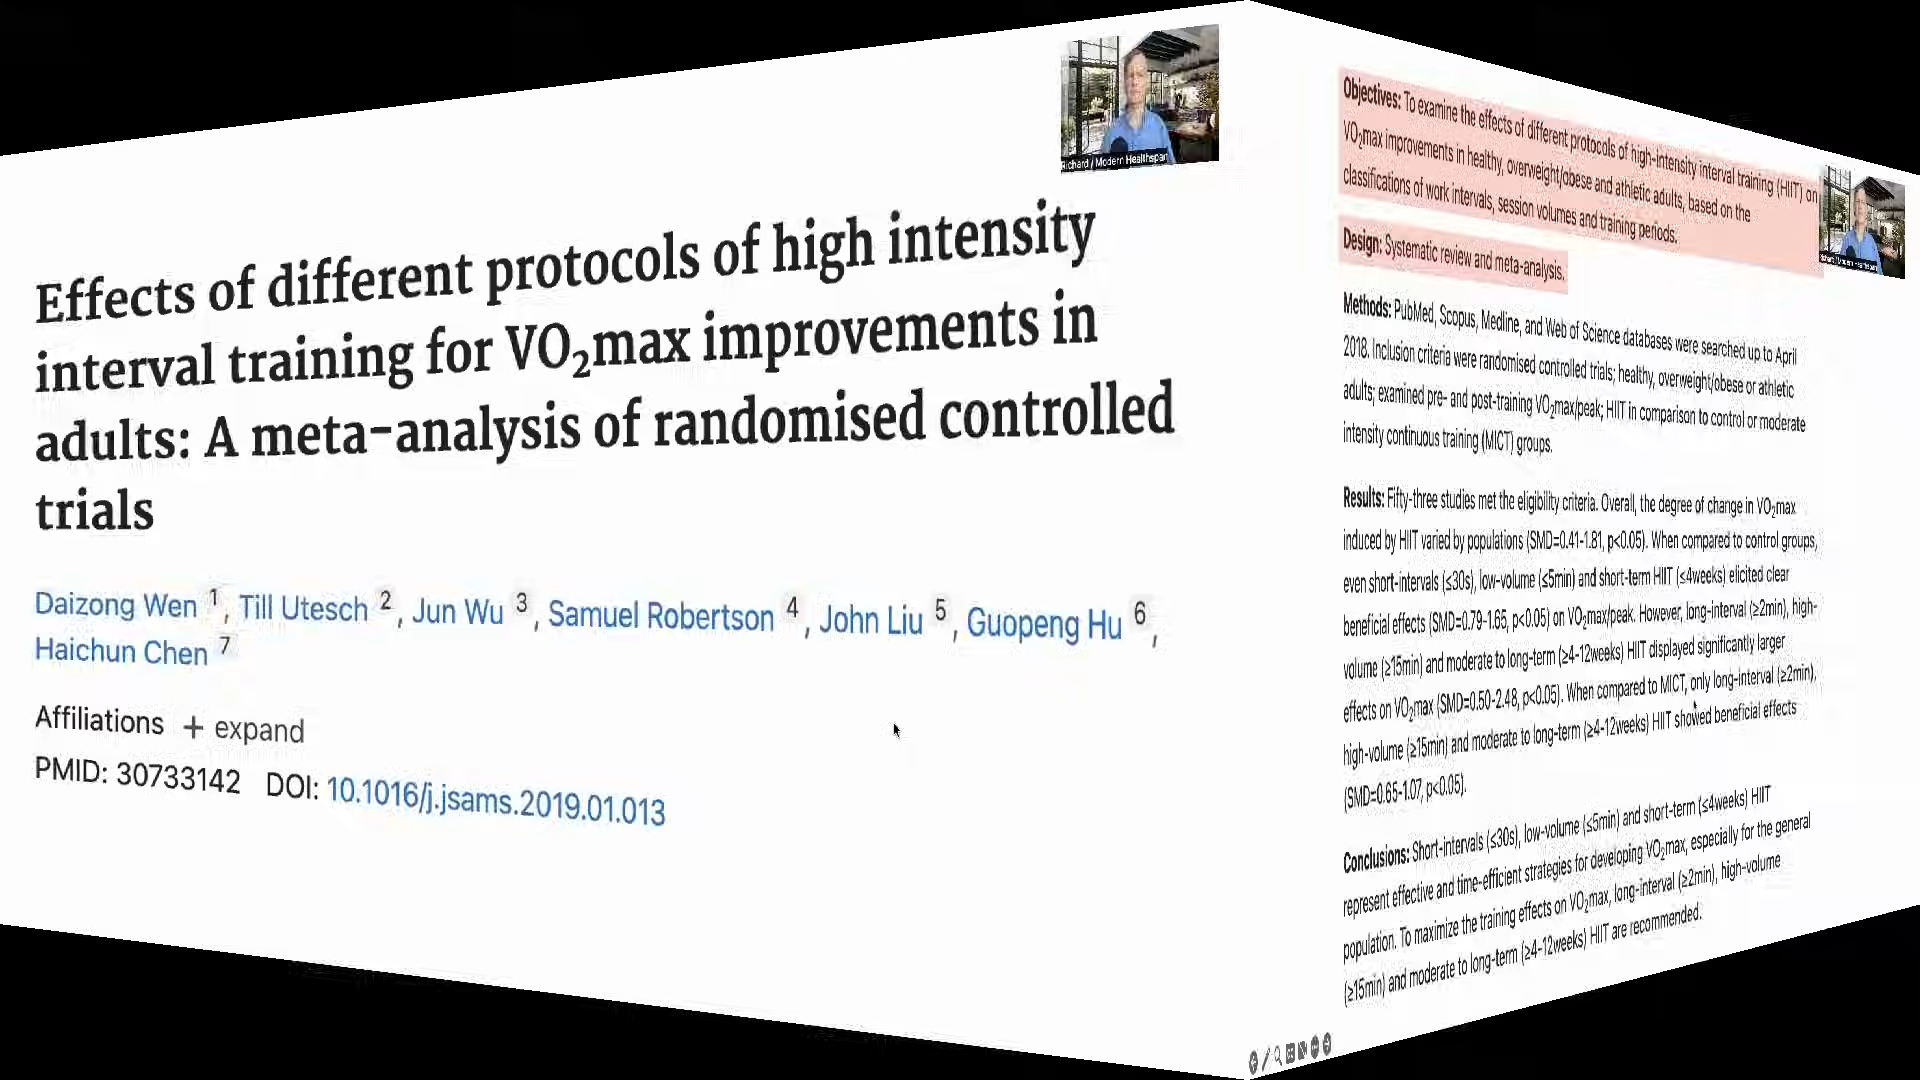 Richard / Modern Healthspan
Effects of different protocols of high intensity
interval training for VO₂max improvements in
adults: A meta-analysis of randomised controlled
trials
Daizong Wen 1, Till Utesch 2, Jun Wu 3, Samuel Robertson 4, John Liu 5, Guopeng Hu 6,
Haichun Chen 7
Affiliations + expand
PMID: 30733142 DOI: 10.1016/j.jsams.2019.01.013
Objectives: To examine the effects of different protocols of high-intensity interval training (HIIT) on
VO₂max improvements in healthy, overweight/obese and athletic adults, based on the
classifications of work intervals, session volumes and training periods.
Design: Systematic review and meta-analysis.
Methods: PubMed, Scopus, Medline, and Web of Science databases were searched up to April
2018. Inclusion criteria were randomised controlled trials; healthy, overweight/obese or athletic
adults; examined pre- and post-training VO₂max/peak; HIIT in comparison to control or moderate
intensity continuous training (MICT) groups.
Results: Fifty-three studies met the eligibility criteria. Overall, the degree of change in VO₂max
induced by HIIT varied by populations (SMD=0.41-1.81, p<0.05). When compared to control groups,
even short-intervals (≤30s), low-volume (≤5min) and short-term HIIT (≤4weeks) elicited clear
beneficial effects (SMD=0.79-1.65, p<0.05) on VO₂max/peak. However, long-interval (≥2min), high-
volume (≥15min) and moderate to long-term (≥4-12weeks) HIIT displayed significantly larger
effects on VO₂max (SMD=0.50-2.48, p<0.05). When compared to MICT, only long-interval (≥2min),
high-volume (≥15min) and moderate to long-term (≥4-12weeks) HIIT showed beneficial effects
(SMD=0.65-1.07, p<0.05).
Conclusions: Short-intervals (≤30s), low-volume (≤5min) and short-term (≤4weeks) HIIT
represent effective and time-efficient strategies for developing VO₂max, especially for the general
population. To maximize the training effects on VO₂max, long-interval (≥2min), high-volume
(≥15min) and moderate to long-term (≥4-12weeks) HIIT are recommended.